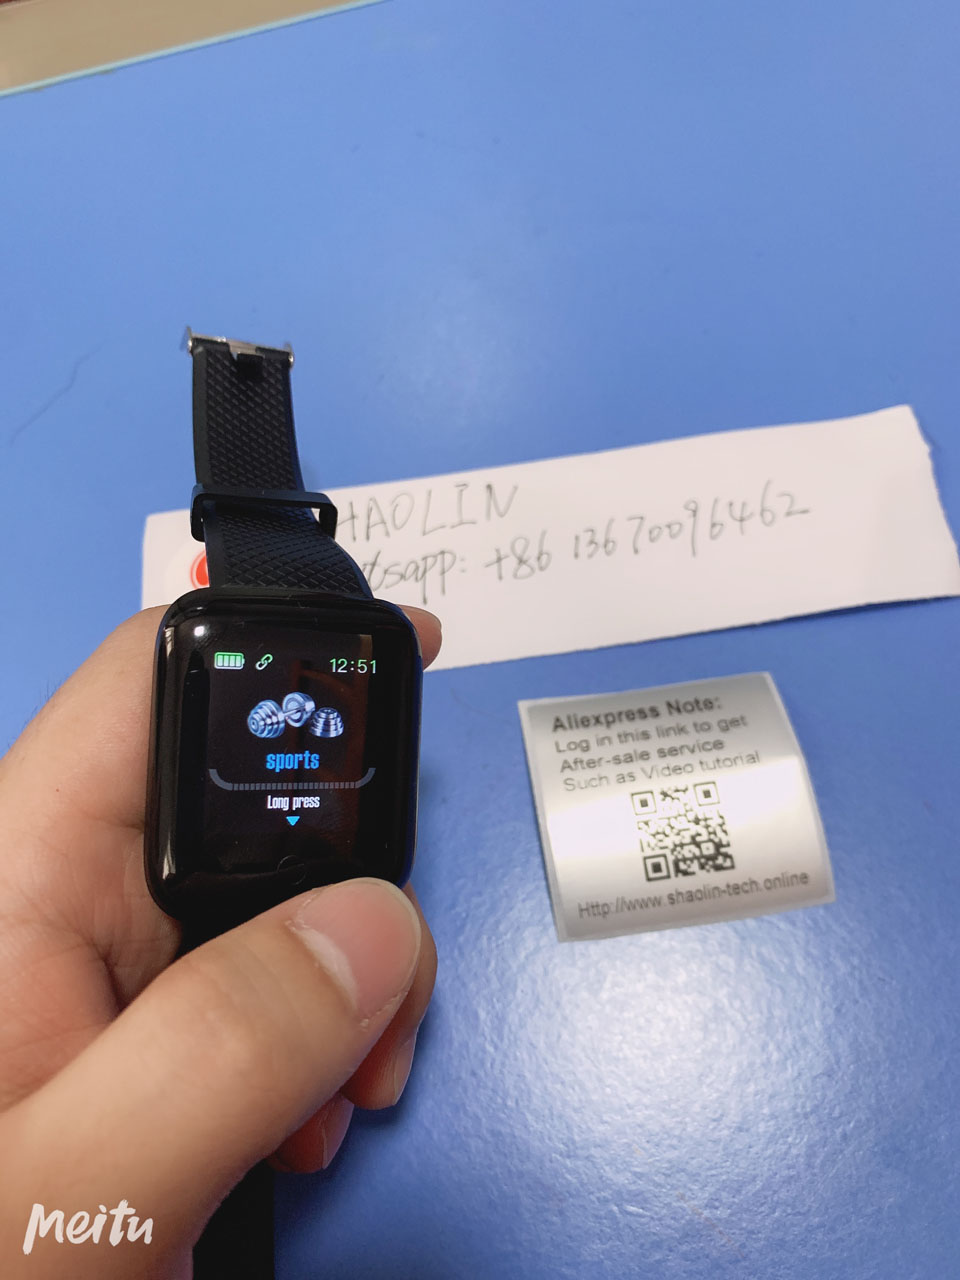 HAOLIN
tsapp: +86 13670096462
12:51
sports
Long press
Aliexpress Note:
Log in this link to get
After-sale service
Such as Video tutorial
Http://www.shaolin-tech.online
Meitu